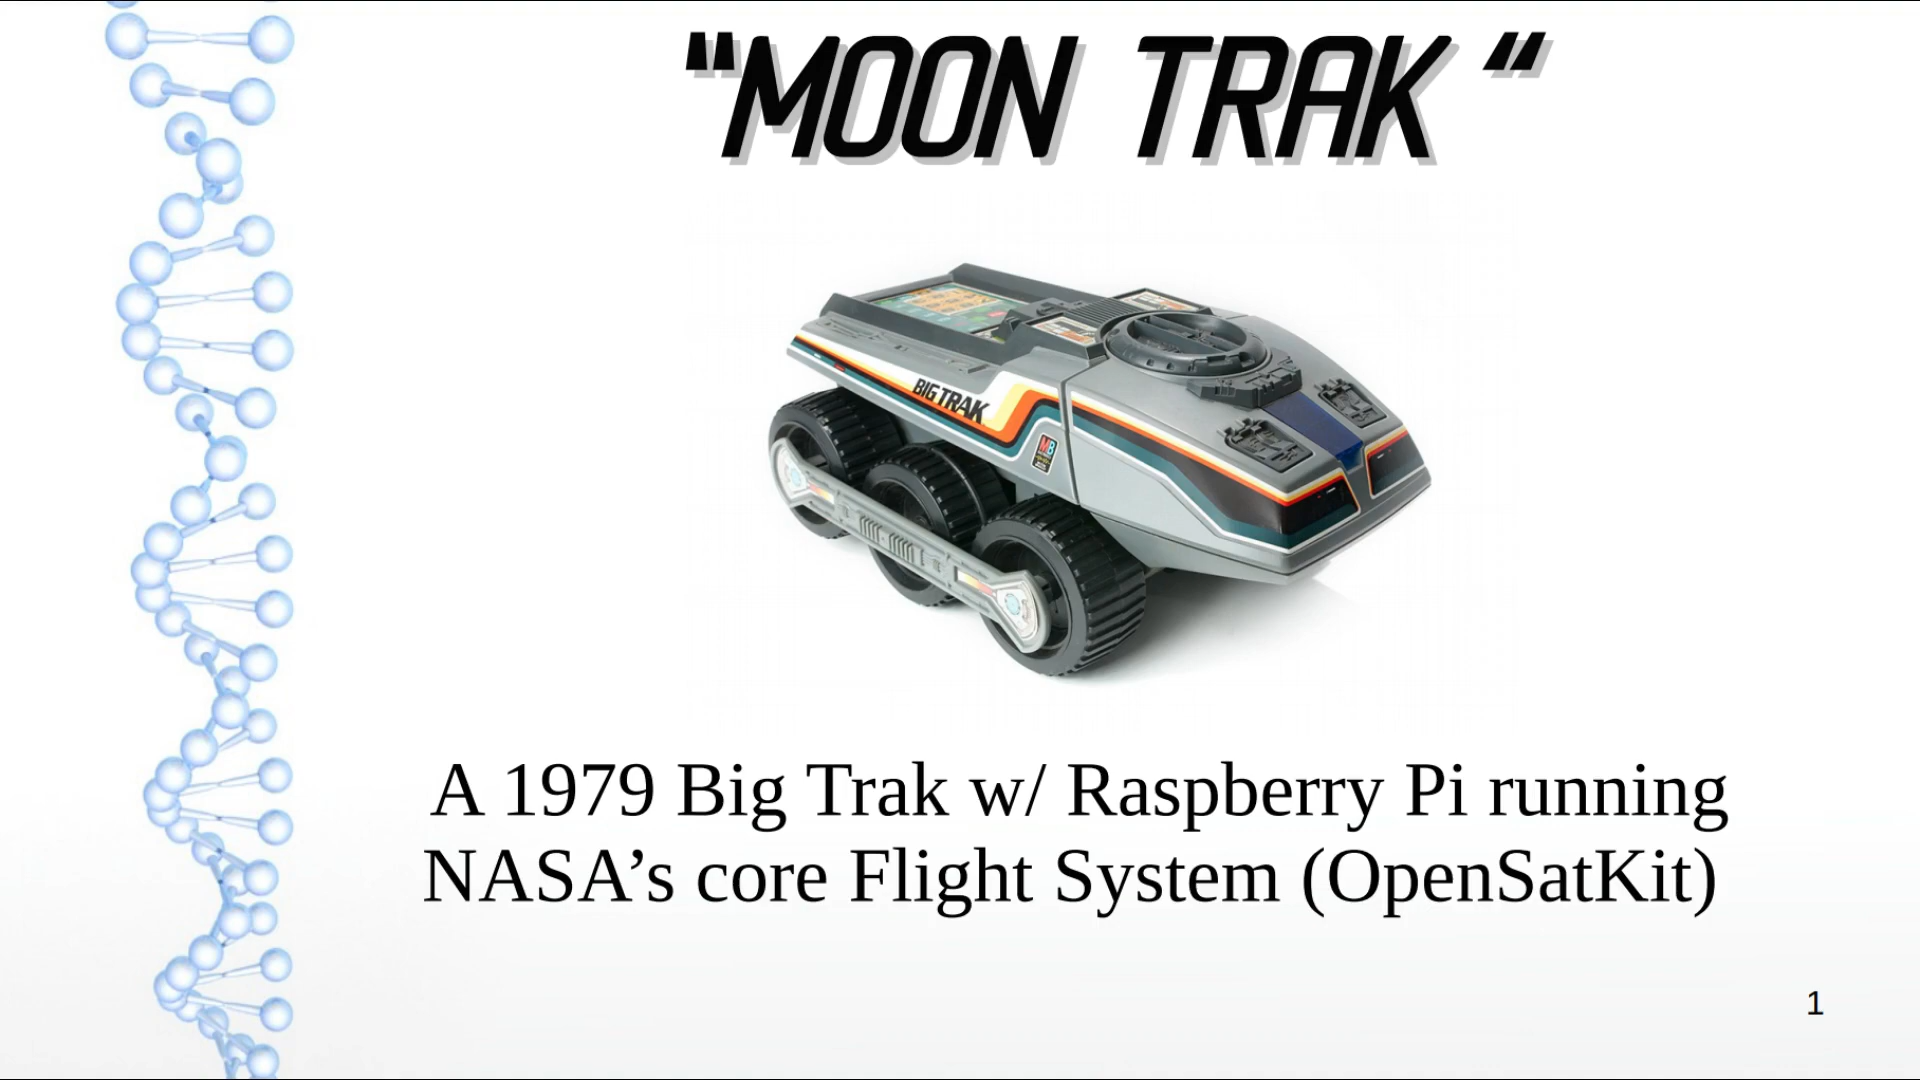 "MOON TRAK "
BIG TRAK
MB
A 1979 Big Trak w/ Raspberry Pi running
NASA’s core Flight System (OpenSatKit)
1